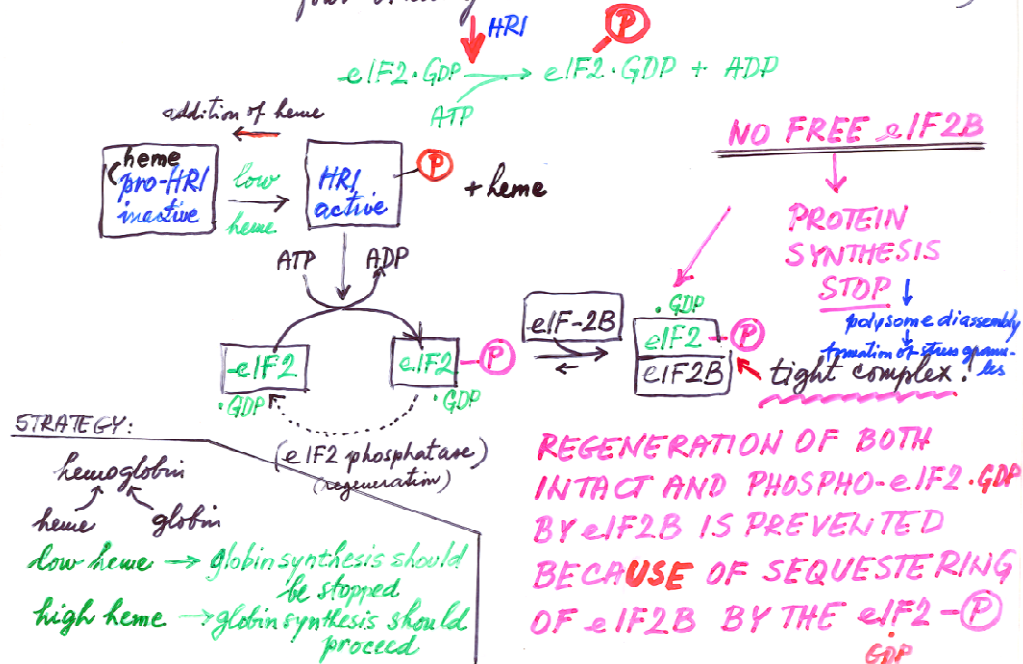 HRI
P
eIF2·GDP → eIF2·GDP + ADP
ATP
addition of heme
heme
pro-HRI
inactive
low
heme
HRI
active
P
+ heme
ATP ADP
eIF2
·GDP
eIF2 - P
·GDP
(eIF2 phosphatase)
(regeneration)
eIF-2B
·GDP
eIF2 - P
eIF2B
tight complex!
NO FREE eIF2B
PROTEIN
SYNTHESIS
STOP
polysome diassembly
formation of stress granu-
les
STRATEGY:
hemoglobin
heme globin
low heme → globin synthesis should
be stopped
high heme → globin synthesis should
proceed
REGENERATION OF BOTH
INTACT AND PHOSPHO-eIF2·GDP
BY eIF2B IS PREVENTED
BECAUSE OF SEQUESTERING
OF eIF2B BY THE eIF2-P
GDP